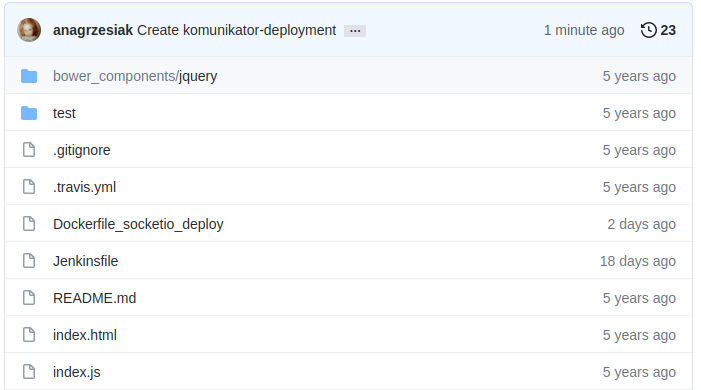 anagrzesiak Create komunikator-deployment ... 1 minute ago 23
bower_components/jquery 5 years ago
test 5 years ago
.gitignore 5 years ago
.travis.yml 5 years ago
Dockerfile_socketio_deploy 2 days ago
Jenkinsfile 18 days ago
README.md 5 years ago
index.html 5 years ago
index.js 5 years ago